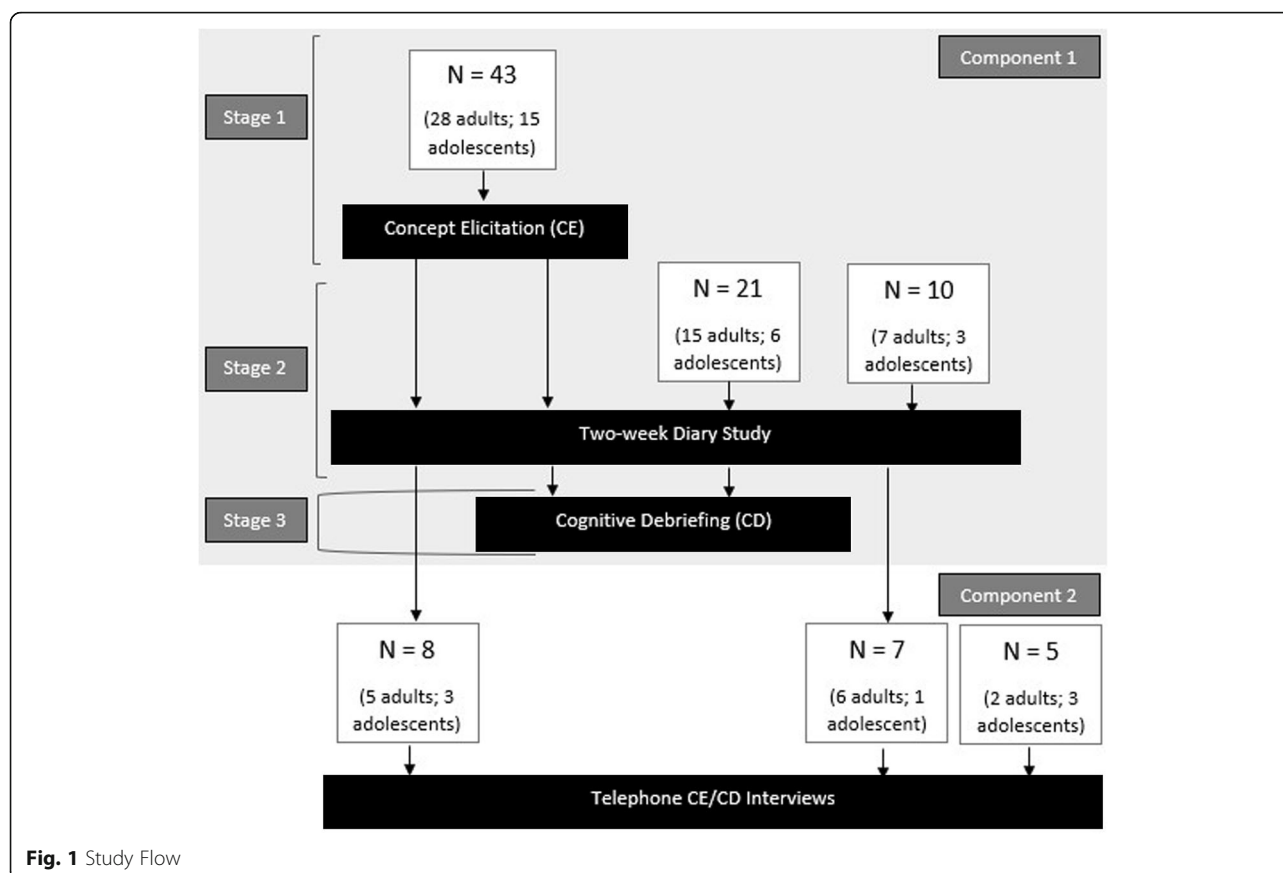 Component 1
N = 43
(28 adults; 15
adolescents)
Stage 1
Concept Elicitation (CE)
N = 21
(15 adults; 6
adolescents)
N = 10
(7 adults; 3
adolescents)
Stage 2
Two-week Diary Study
Stage 3
Cognitive Debriefing (CD)
Component 2
N = 8
(5 adults; 3
adolescents)
N = 7
(6 adults; 1
adolescent)
N = 5
(2 adults; 3
adolescents)
Telephone CE/CD Interviews
Fig. 1 Study Flow